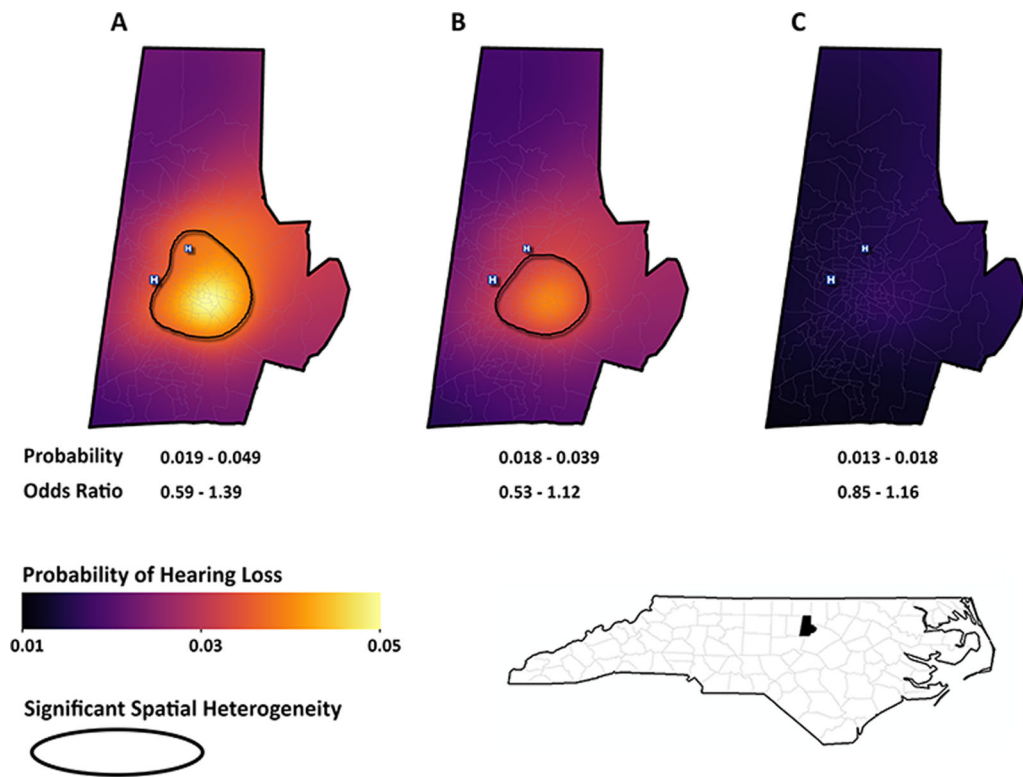 A B C
H H H
H H H
Probability 0.019 - 0.049 0.018 - 0.039 0.013 - 0.018
Odds Ratio 0.59 - 1.39 0.53 - 1.12 0.85 - 1.16
Probability of Hearing Loss
0.01 0.03 0.05
Significant Spatial Heterogeneity